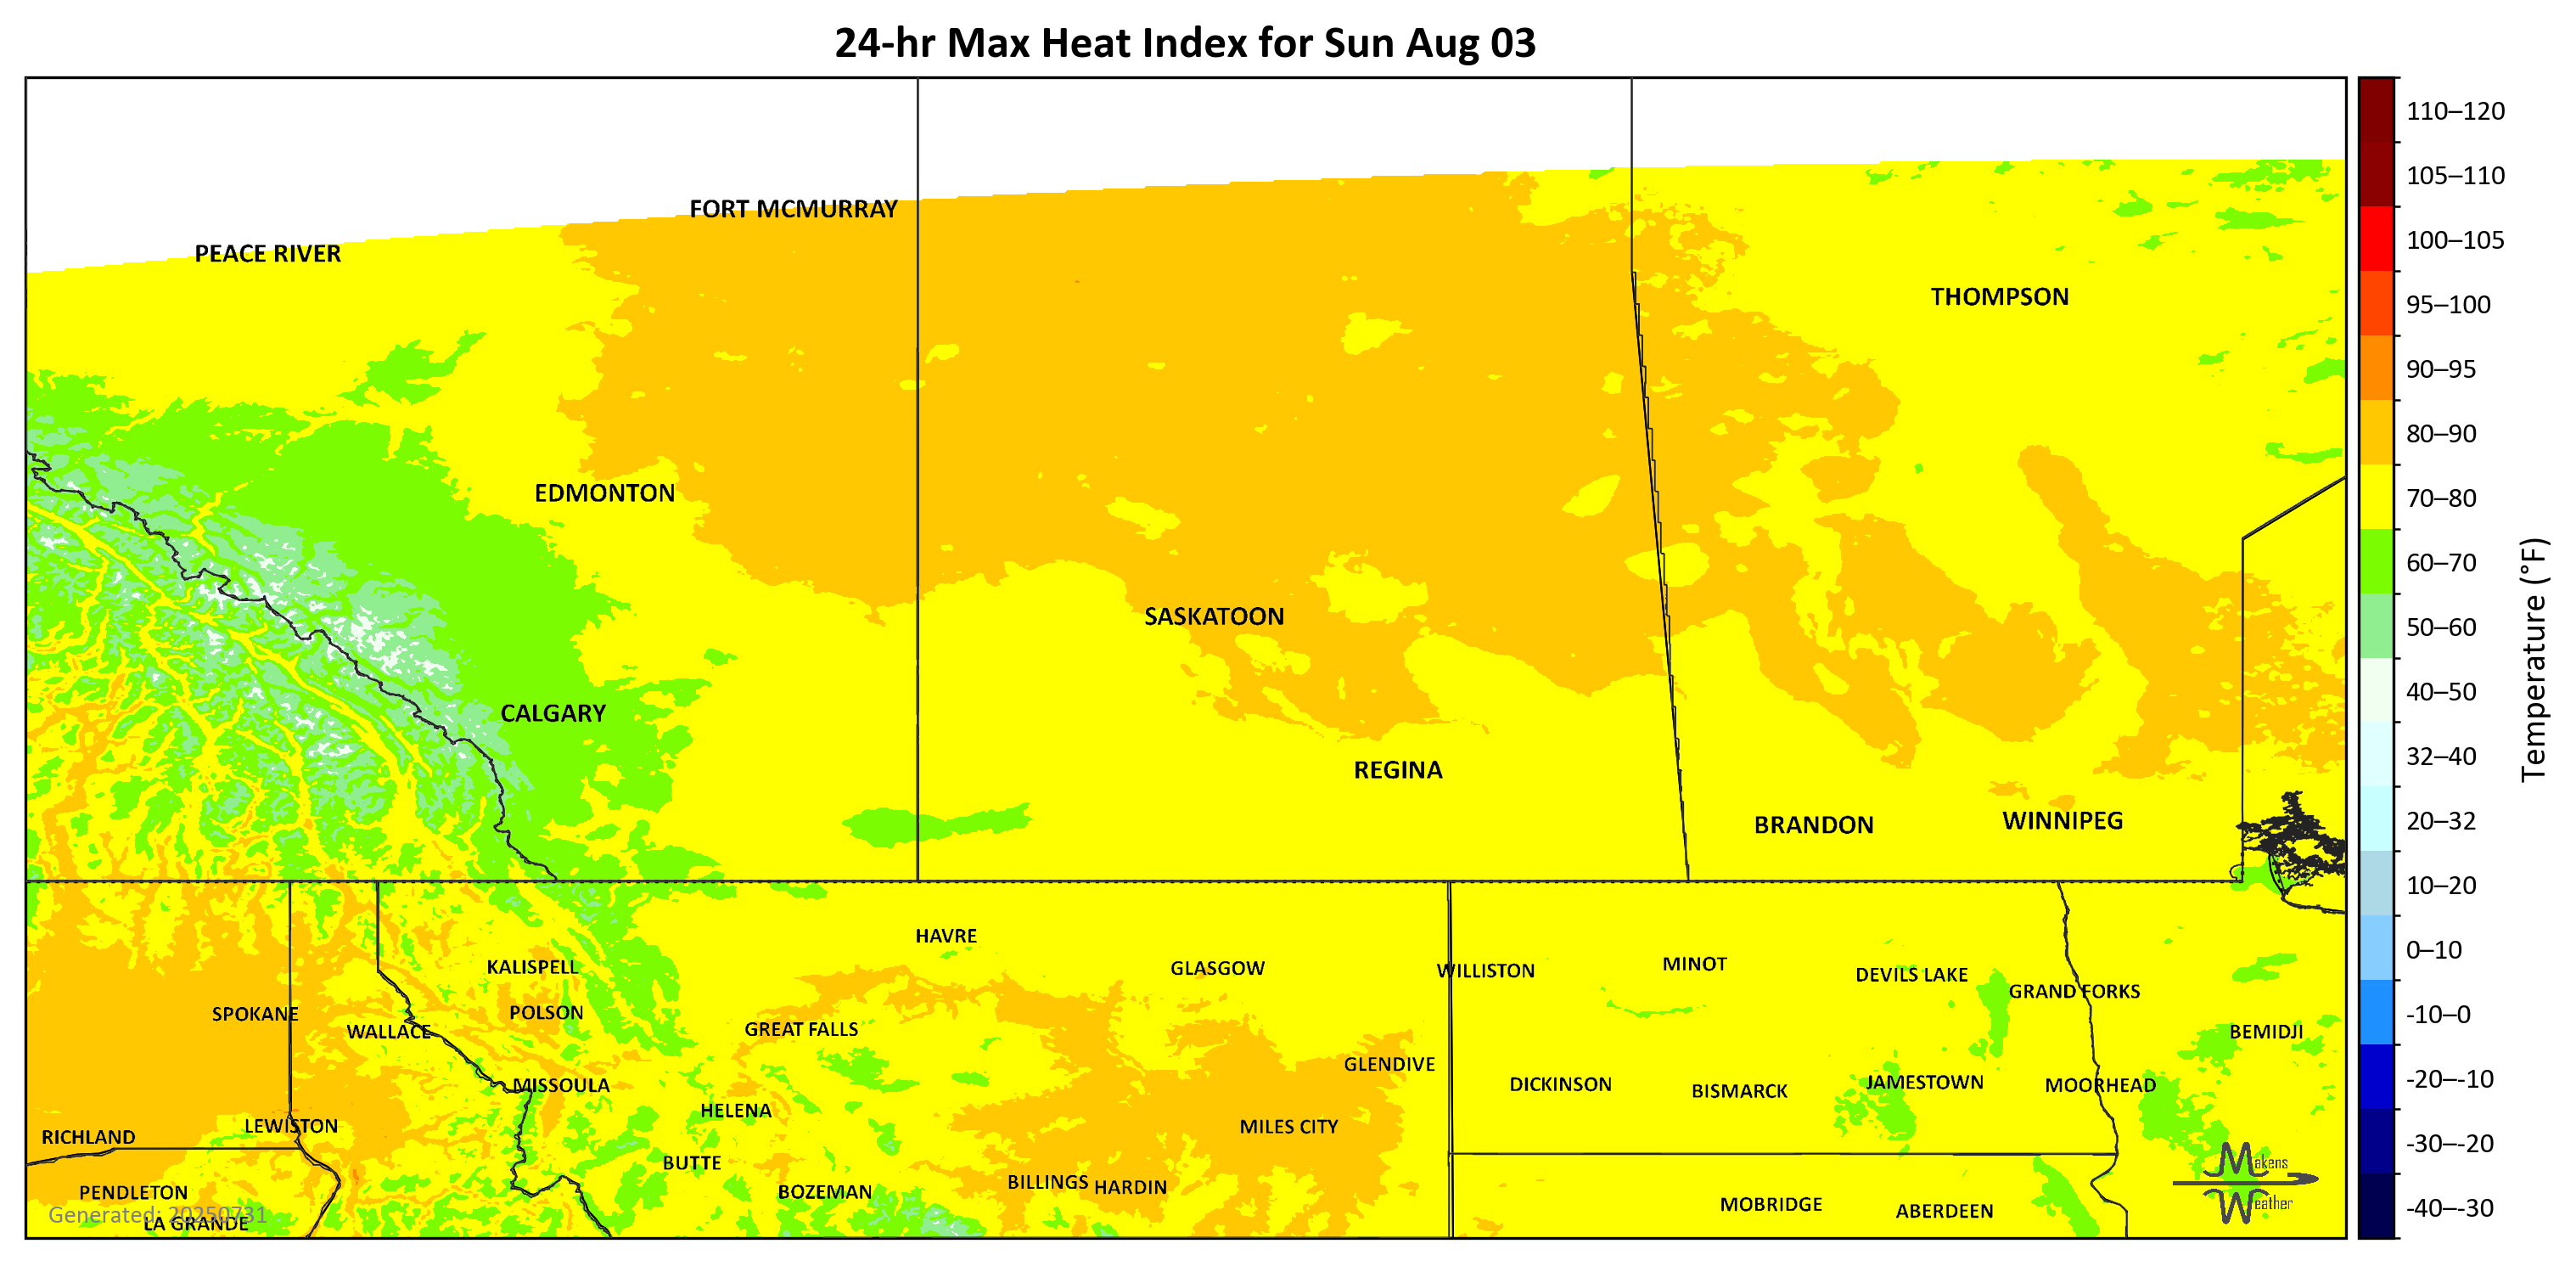 24-hr Max Heat Index for Sun Aug 03
110–120
105–110
100–105
95–100
90–95
80–90
70–80
60–70
50–60
40–50
32–40
20–32
10–20
0–10
-10–0
-20–-10
-30–-20
-40–-30
Temperature (°F)
FORT MCMURRAY
PEACE RIVER
THOMPSON
EDMONTON
SASKATOON
CALGARY
REGINA
BRANDON
WINNIPEG
HAVRE
KALISPELL
GLASGOW
WILLISTON
MINOT
DEVILS LAKE
GRAND FORKS
SPOKANE
POLSON
WALLACE
GREAT FALLS
BEMIDJI
GLENDIVE
MISSOULA
DICKINSON
BISMARCK
JAMESTOWN
MOORHEAD
HELENA
LEWISTON
MILES CITY
RICHLAND
BUTTE
BILLINGS
HARDIN
PENDLETON
BOZEMAN
MOBRIDGE
ABERDEEN
LA GRANDE
Generated: 20250731
Makens
Weather